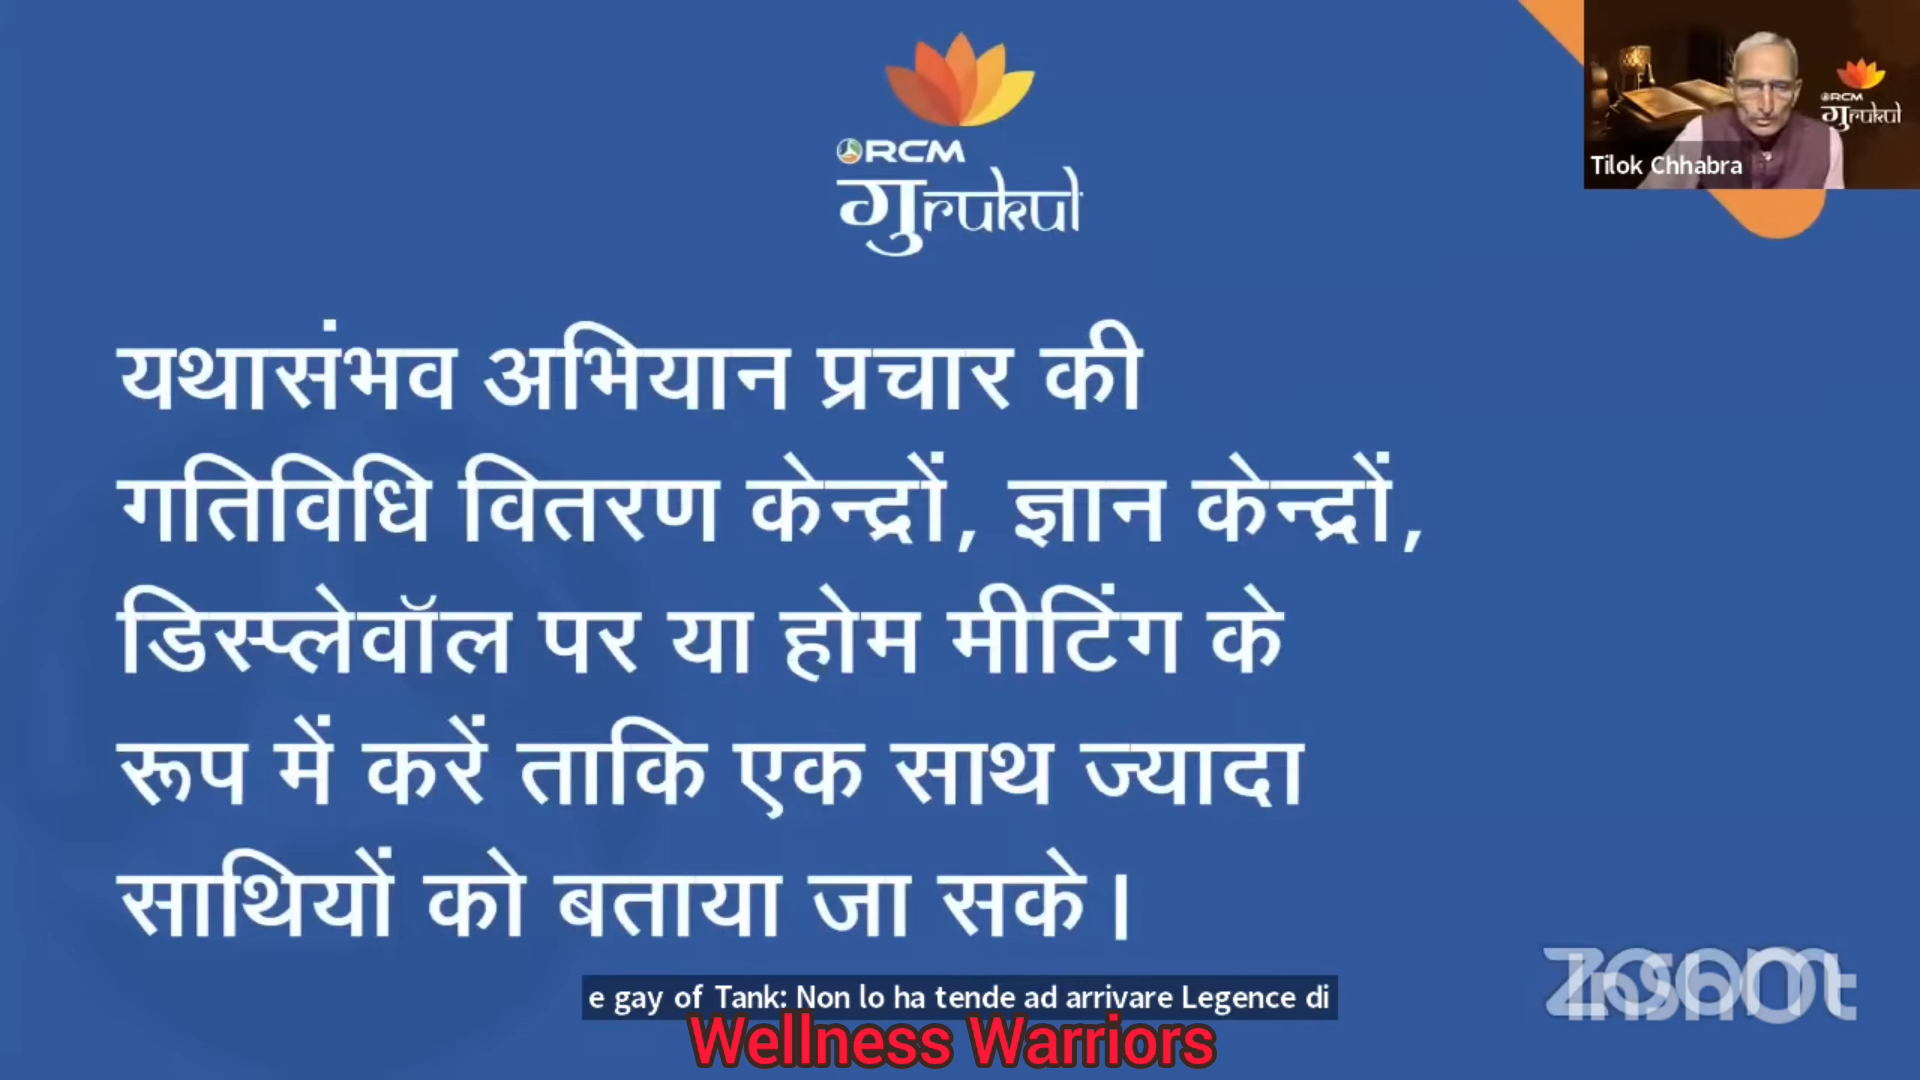 RCM
गुrukul
RCM
गुrukul
Tilok Chhabra
यथासंभव अभियान प्रचार की
गतिविधि वितरण केन्द्रों, ज्ञान केन्द्रों,
डिस्प्लेवॉल पर या होम मीटिंग के
रूप में करें ताकि एक साथ ज्यादा
साथियों को बताया जा सके।
zoom
InShOt
e gay of Tank: Non lo ha tende ad arrivare Legence di
Wellness Warriors